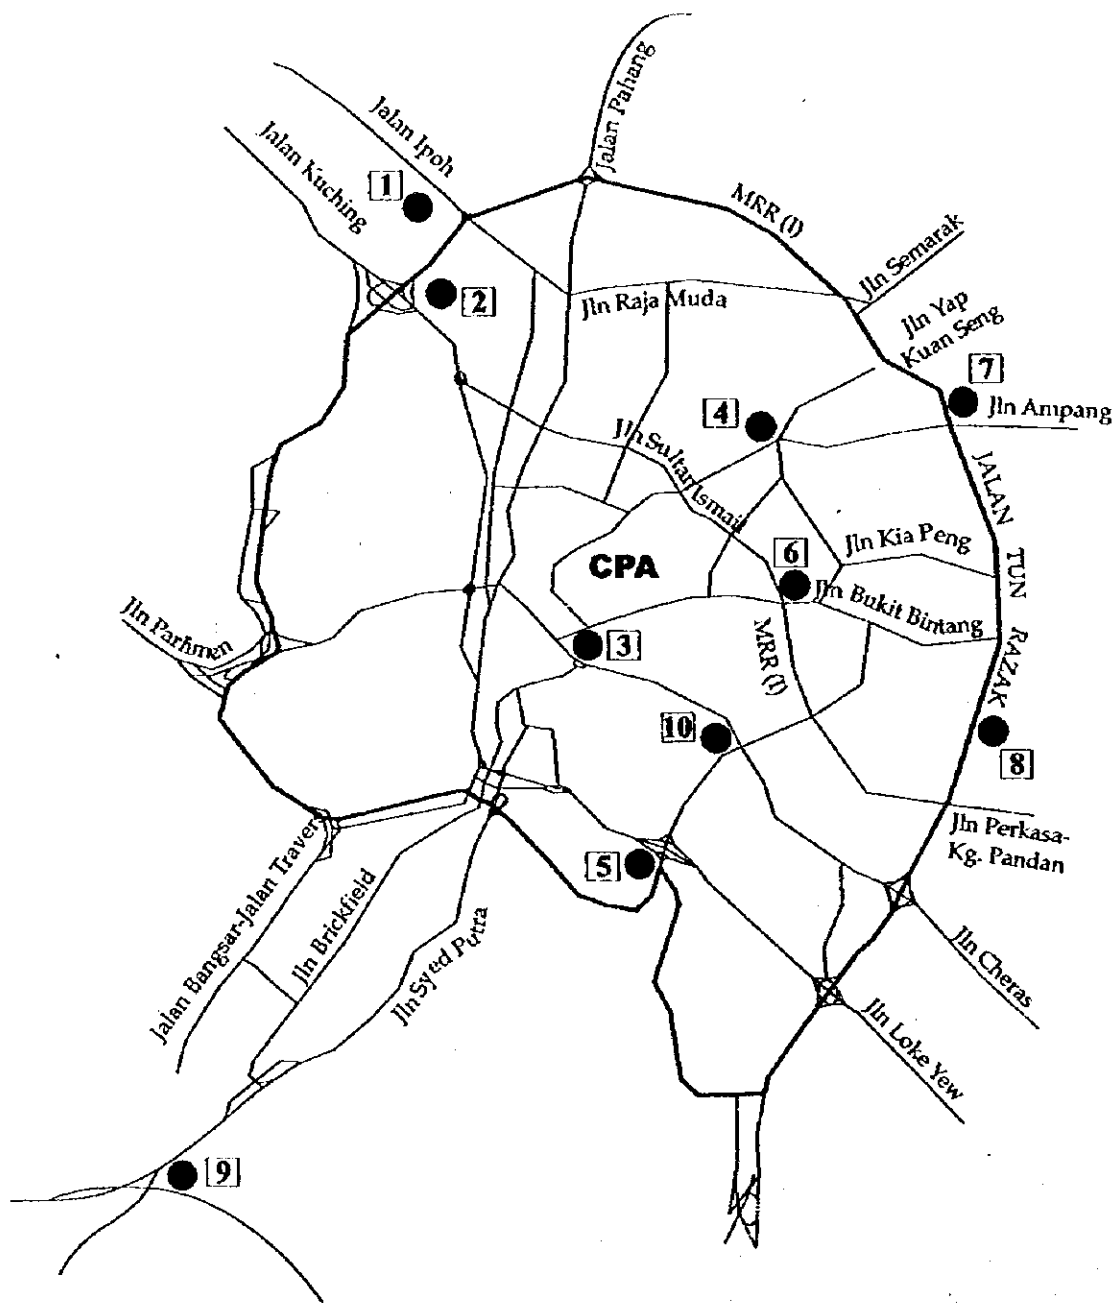 Jalan Pahang
Jalan Ipoh
Jalan Kuching
1
MRR (I)
Jln Semarak
2
Jln Raja Muda
Jln Yap
Kuan Seng
7
4
Jln Ampang
Jln Sultan Ismail
JALAN TUN RAZAK
Jln Kia Peng
CPA
6
Jln Bukit Bintang
Jln Parlimen
3
MRR (I)
10
8
Jln Perkasa-
Kg. Pandan
5
Jalan Bangsar-Jalan Travers
Jln Brickfield
Jln Syed Putra
Jln Cheras
Jln Loke Yew
9